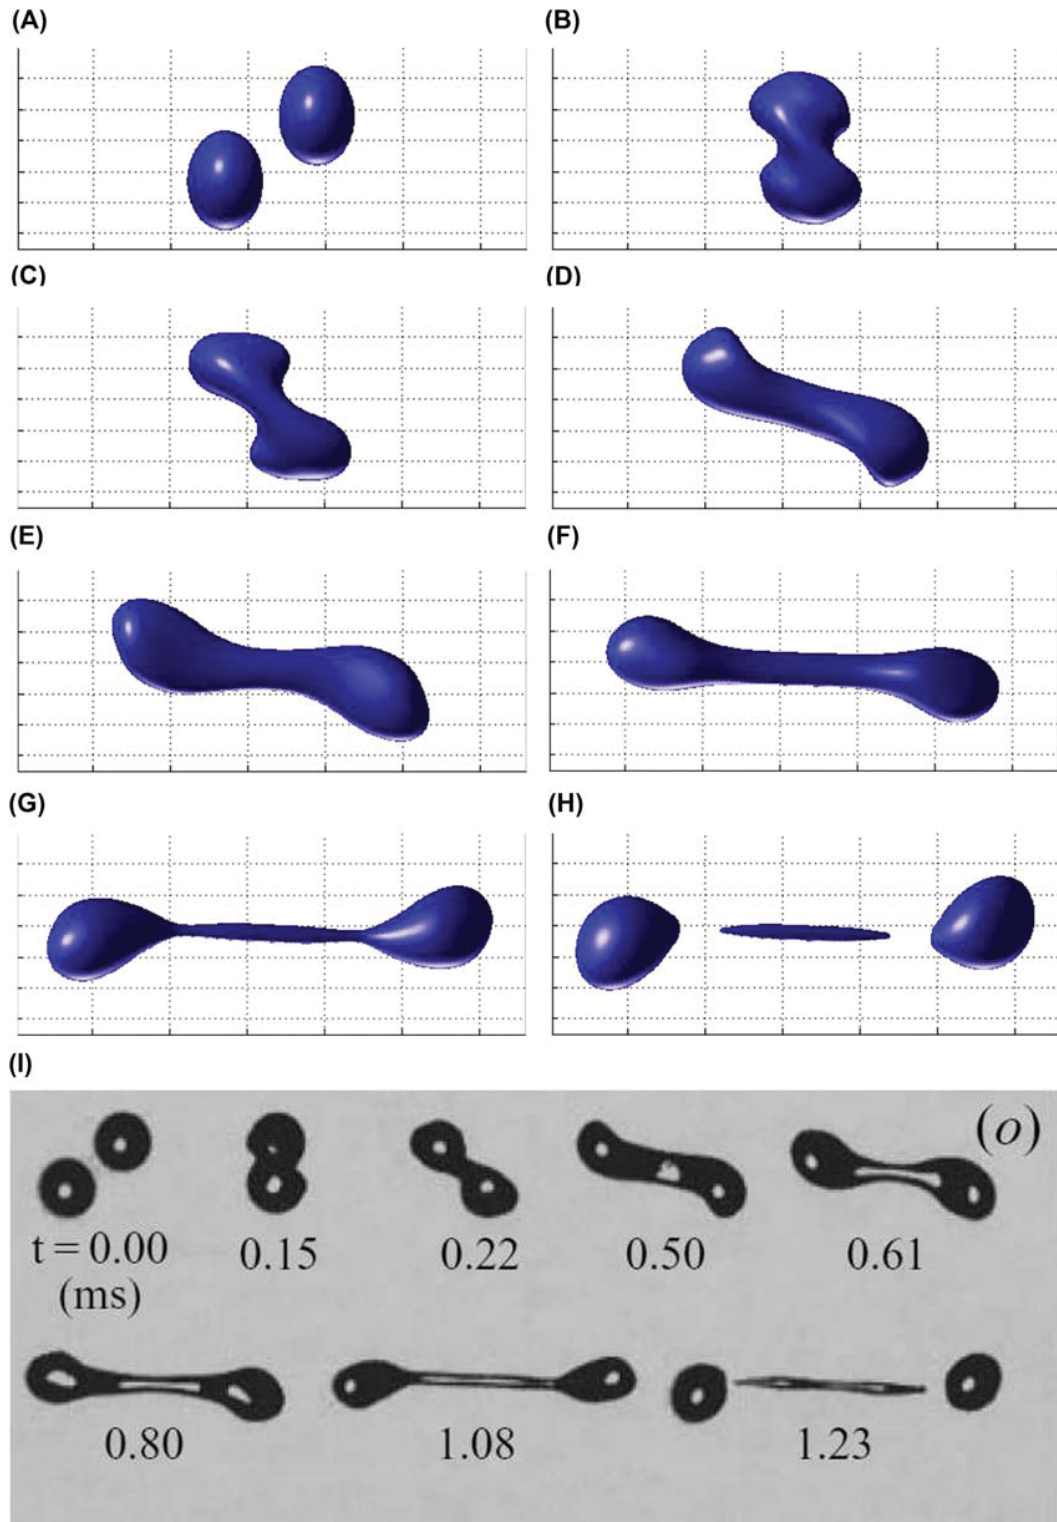 (A)
(B)
(C)
(D)
(E)
(F)
(G)
(H)
(I)
(o)
t = 0.00
(ms)
0.15
0.22
0.50
0.61
0.80
1.08
1.23